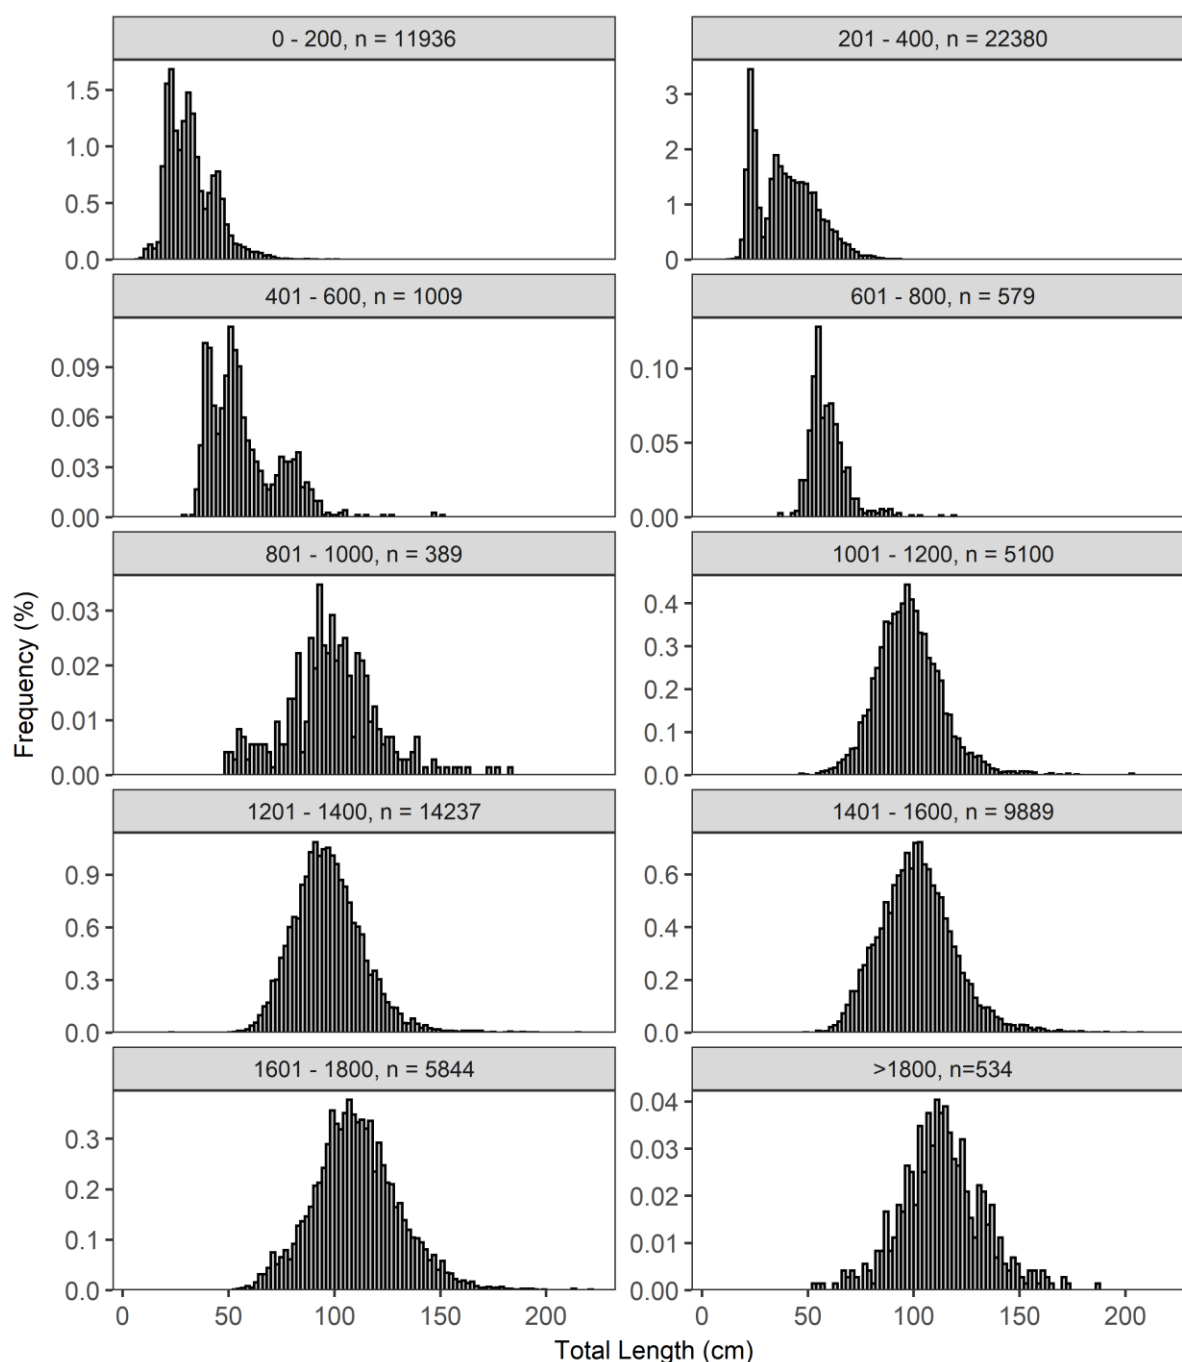 0 - 200, n = 11936
201 - 400, n = 22380
1.5
1.0
0.5
0.0
3
2
1
0
401 - 600, n = 1009
601 - 800, n = 579
0.09
0.06
0.03
0.00
0.10
0.05
0.00
801 - 1000, n = 389
1001 - 1200, n = 5100
0.03
0.02
0.01
0.00
0.4
0.3
0.2
0.1
0.0
Frequency (%)
1201 - 1400, n = 14237
1401 - 1600, n = 9889
0.9
0.6
0.3
0.0
0.6
0.4
0.2
0.0
1601 - 1800, n = 5844
>1800, n=534
0.3
0.2
0.1
0.0
0.04
0.03
0.02
0.01
0.00
0 50 100 150 200
0 50 100 150 200
Total Length (cm)